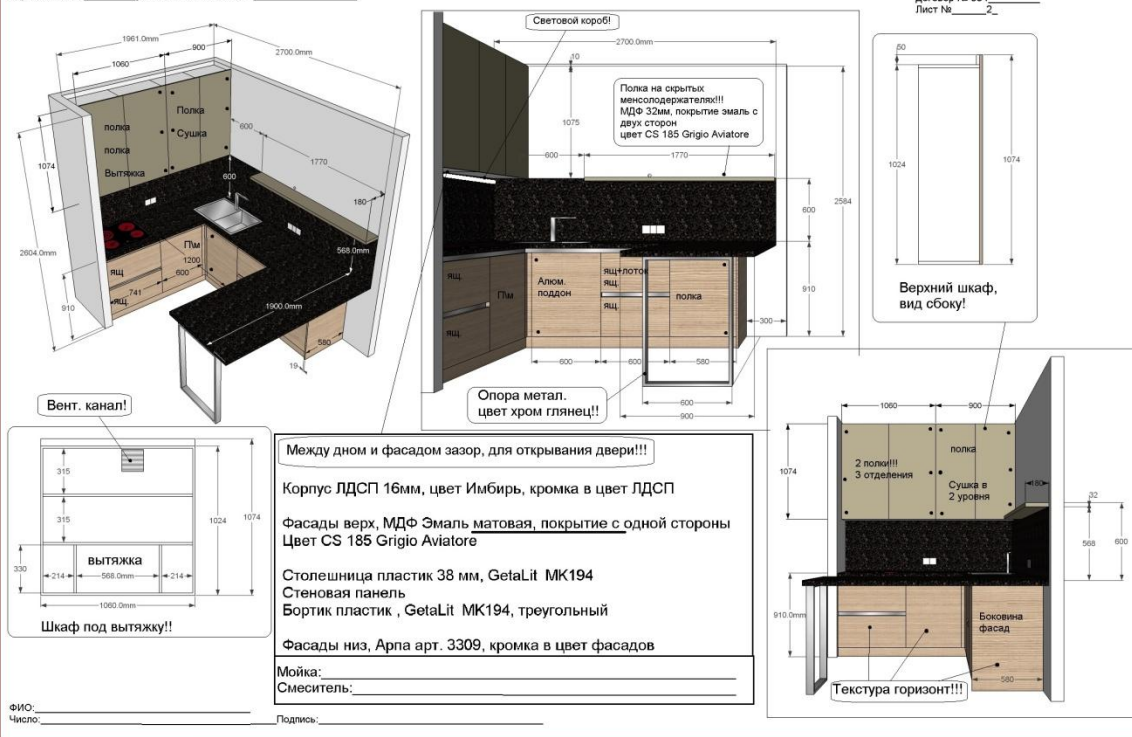 Лист №_____2_
1961.0mm
900
1060
2700.0mm
Полка
Сушка
полка
полка
Вытяжка
600
1770
1074
600
180
2604.0mm
568.0mm
П\м
1200
600
ящ
741
ящ.
910
1900.0mm
580
19
Световой короб!
2700.0mm
10
Полка на скрытых
менсолодержателях!!!
МДФ 32мм, покрытие эмаль с
двух сторон
цвет CS 185 Grigio Aviatore
1075
600
1770
2584
600
910
ящ.
П\м
ящ.
Алюм.
поддон
ящ+лоток
ящ.
ящ.
полка
300
600
600
580
600
900
Опора метал.
цвет хром глянец!!
50
1024
1074
Верхний шкаф,
вид сбоку!
Вент. канал!
315
315
330
вытяжка
214
568.0mm
214
1060.0mm
1024
1074
Шкаф под вытяжку!!
Между дном и фасадом зазор, для открывания двери!!!
Корпус ЛДСП 16мм, цвет Имбирь, кромка в цвет ЛДСП
Фасады верх, МДФ Эмаль матовая, покрытие с одной стороны
Цвет CS 185 Grigio Aviatore
Столешница пластик 38 мм, GetaLit MK194
Стеновая панель
Бортик пластик , GetaLit MK194, треугольный
Фасады низ, Арпа арт. 3309, кромка в цвет фасадов
Мойка:
Смеситель:
1060
900
1074
2 полки!!!
3 отделения
полка
Сушка в
2 уровня
180
32
568
600
910.0mm
Боковина
фасад
580
Текстура горизонт!!!
ФИО:
Число:
Подпись: